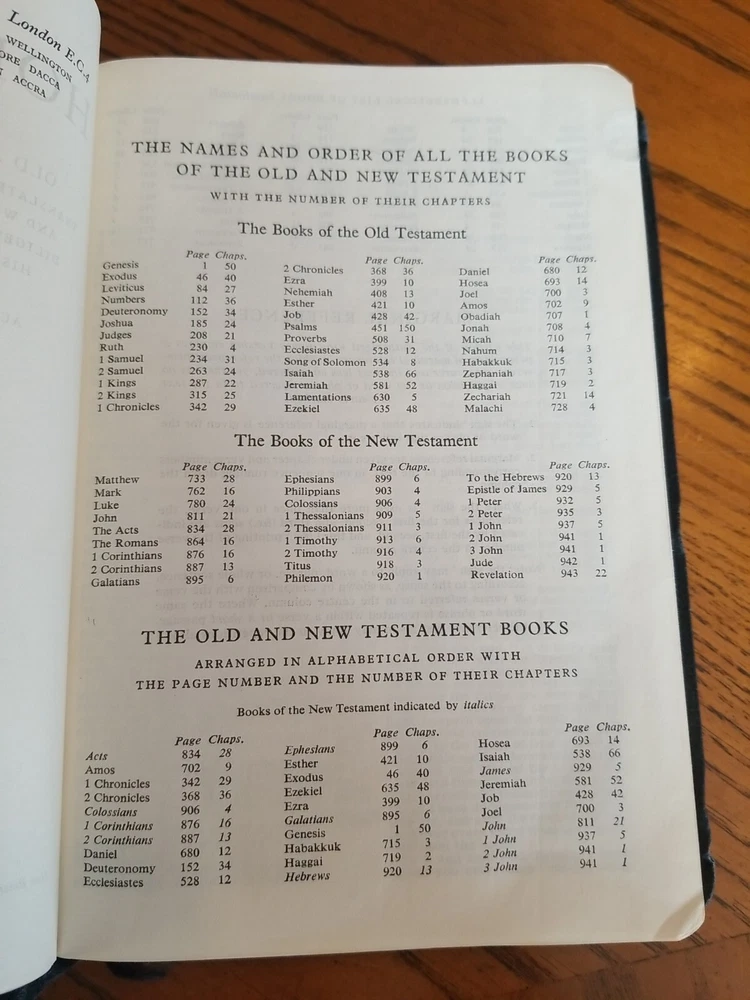 London E.C.4
WELLINGTON
ORE DACCA
ACCRA
THE NAMES AND ORDER OF ALL THE BOOKS
OF THE OLD AND NEW TESTAMENT
WITH THE NUMBER OF THEIR CHAPTERS
The Books of the Old Testament
Page Chaps.
Genesis 1 50
Exodus 46 40
Leviticus 84 27
Numbers 112 36
Deuteronomy 152 34
Joshua 185 24
Judges 208 21
Ruth 230 4
1 Samuel 234 31
2 Samuel 263 24
1 Kings 287 22
2 Kings 315 25
1 Chronicles 342 29
Page Chaps.
2 Chronicles 368 36
Ezra 399 10
Nehemiah 408 13
Esther 421 10
Job 428 42
Psalms 451 150
Proverbs 508 31
Ecclesiastes 528 12
Song of Solomon 534 8
Isaiah 538 66
Jeremiah 581 52
Lamentations 630 5
Ezekiel 635 48
Page Chaps.
Daniel 680 12
Hosea 693 14
Joel 700 3
Amos 702 9
Obadiah 707 1
Jonah 708 4
Micah 710 7
Nahum 714 3
Habakkuk 715 3
Zephaniah 717 3
Haggai 719 2
Zechariah 721 14
Malachi 728 4
The Books of the New Testament
Page Chaps.
Matthew 733 28
Mark 762 16
Luke 780 24
John 811 21
The Acts 834 28
The Romans 864 16
1 Corinthians 876 16
2 Corinthians 887 13
Galatians 895 6
Page Chaps.
Ephesians 899 6
Philippians 903 4
Colossians 906 4
1 Thessalonians 909 5
2 Thessalonians 911 3
1 Timothy 913 6
2 Timothy 916 4
Titus 918 3
Philemon 920 1
Page Chaps.
To the Hebrews 920 13
Epistle of James 929 5
1 Peter 932 5
2 Peter 935 3
1 John 937 5
2 John 941 1
3 John 941 1
Jude 942 1
Revelation 943 22
THE OLD AND NEW TESTAMENT BOOKS
ARRANGED IN ALPHABETICAL ORDER WITH
THE PAGE NUMBER AND THE NUMBER OF THEIR CHAPTERS
Books of the New Testament indicated by italics
Page Chaps.
Acts 834 28
Amos 702 9
1 Chronicles 342 29
2 Chronicles 368 36
Colossians 906 4
1 Corinthians 876 16
2 Corinthians 887 13
Daniel 680 12
Deuteronomy 152 34
Ecclesiastes 528 12
Page Chaps.
Ephesians 899 6
Esther 421 10
Exodus 46 40
Ezekiel 635 48
Ezra 399 10
Galatians 895 6
Genesis 1 50
Habakkuk 715 3
Haggai 719 2
Hebrews 920 13
Page Chaps.
Hosea 693 14
Isaiah 538 66
James 929 5
Jeremiah 581 52
Job 428 42
Joel 700 3
John 811 21
1 John 937 5
2 John 941 1
3 John 941 1